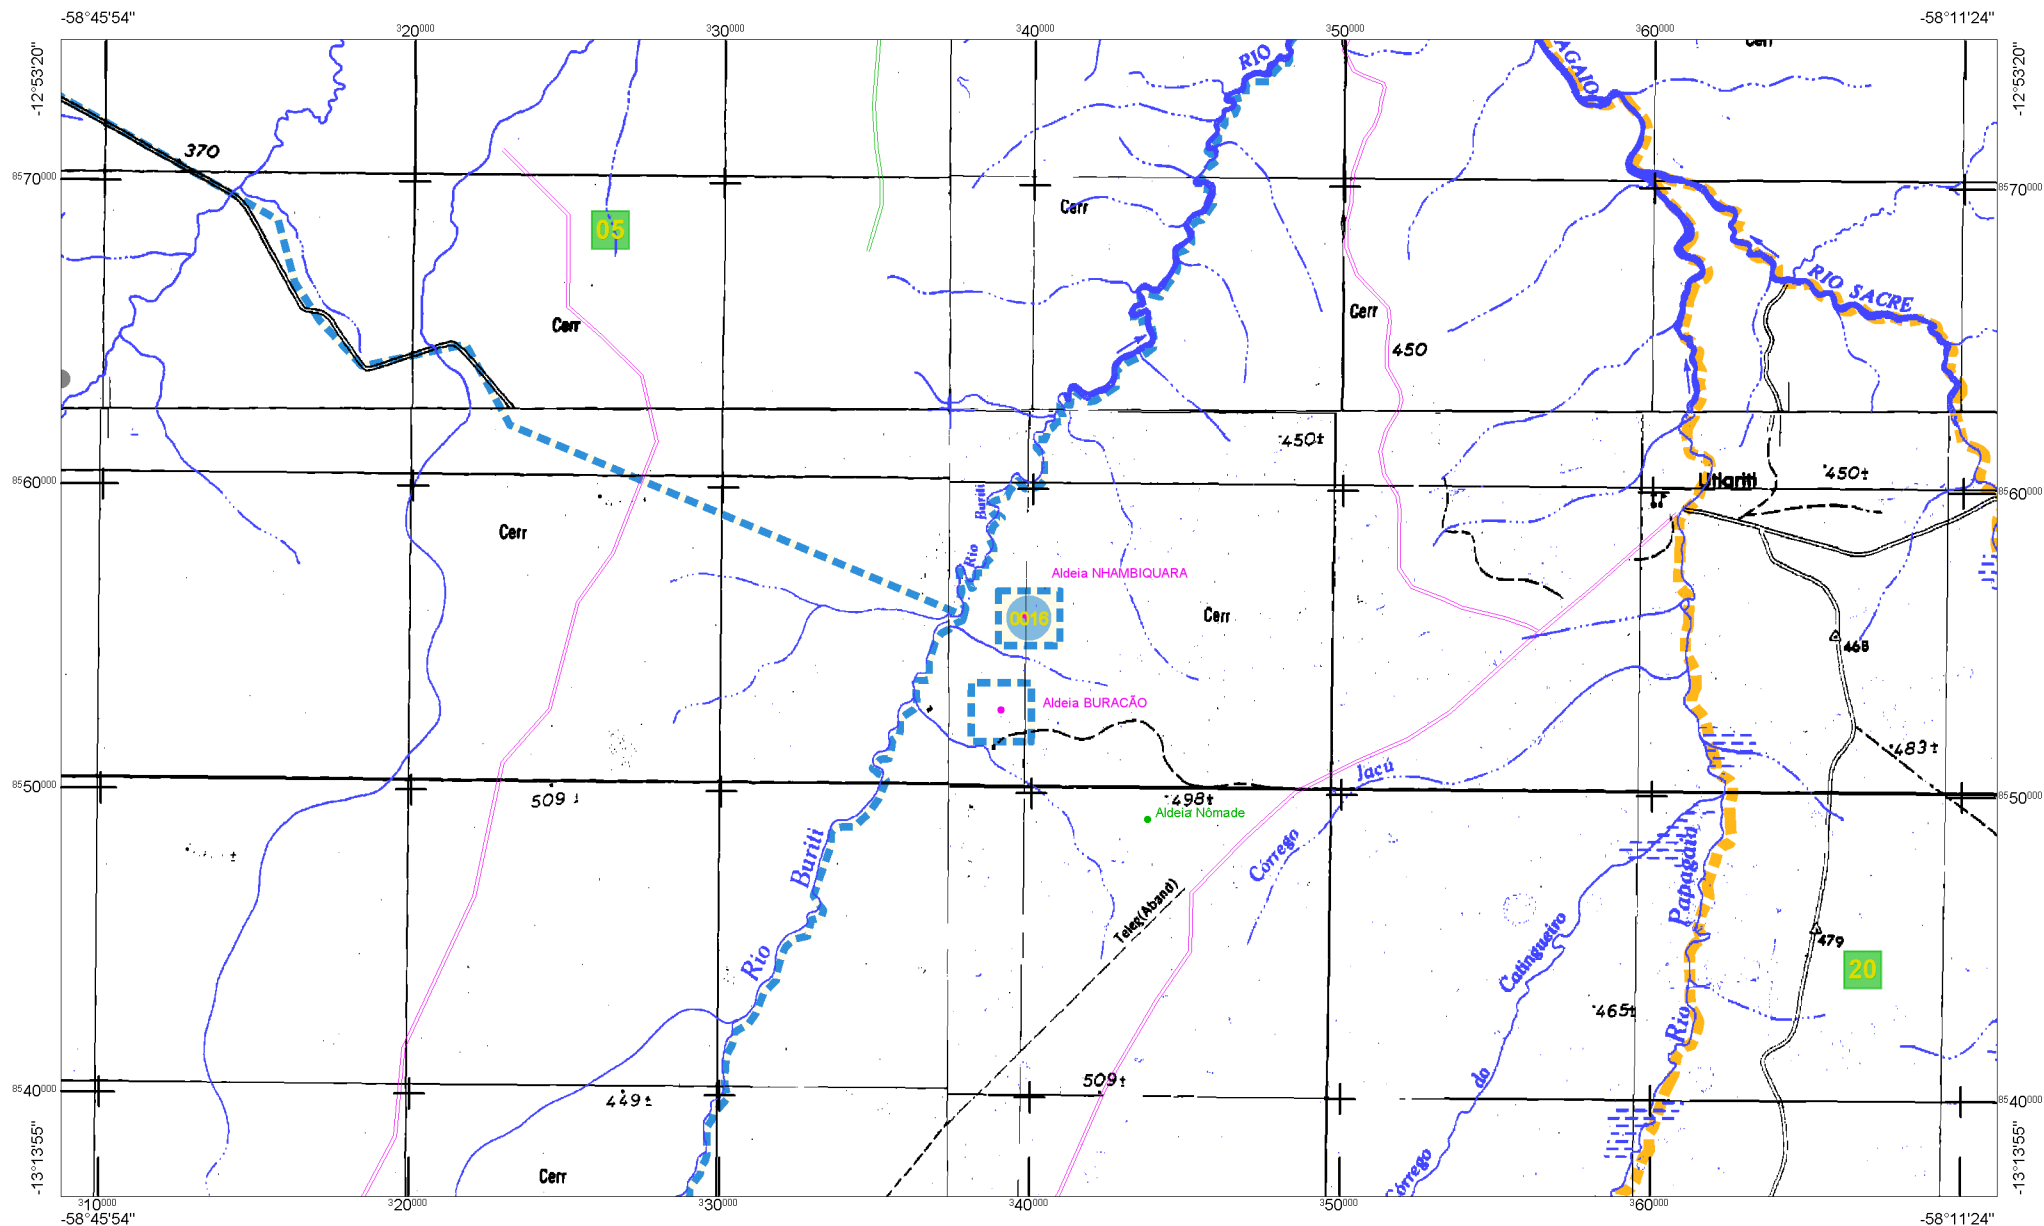 -58°45'54"
-58°11'24"
320000
330000
340000
350000
360000
-12°53'20"
-12°53'20"
RIO
AGAIO
Cerr
370
8570000
8570000
05
Cerr
RIO SACRE
Cerr
Cerr
450
450±
Utiariti
450±
8560000
8560000
Buriti
Rio
Cerr
Aldeia NHAMBIQUARA
0016
Cerr
468
Aldeia BURACÃO
483±
Jacú
8550000
8550000
509
498±
Aldeia Nômade
Córrego
Buriti
Rio
Teleg(Aband)
Papagaio
Rio
Catingueiro
do
Córrego
479
20
465±
509±
449±
8540000
8540000
Cerr
-13°13'55"
-13°13'55"
310000
320000
330000
340000
350000
360000
-58°45'54"
-58°11'24"